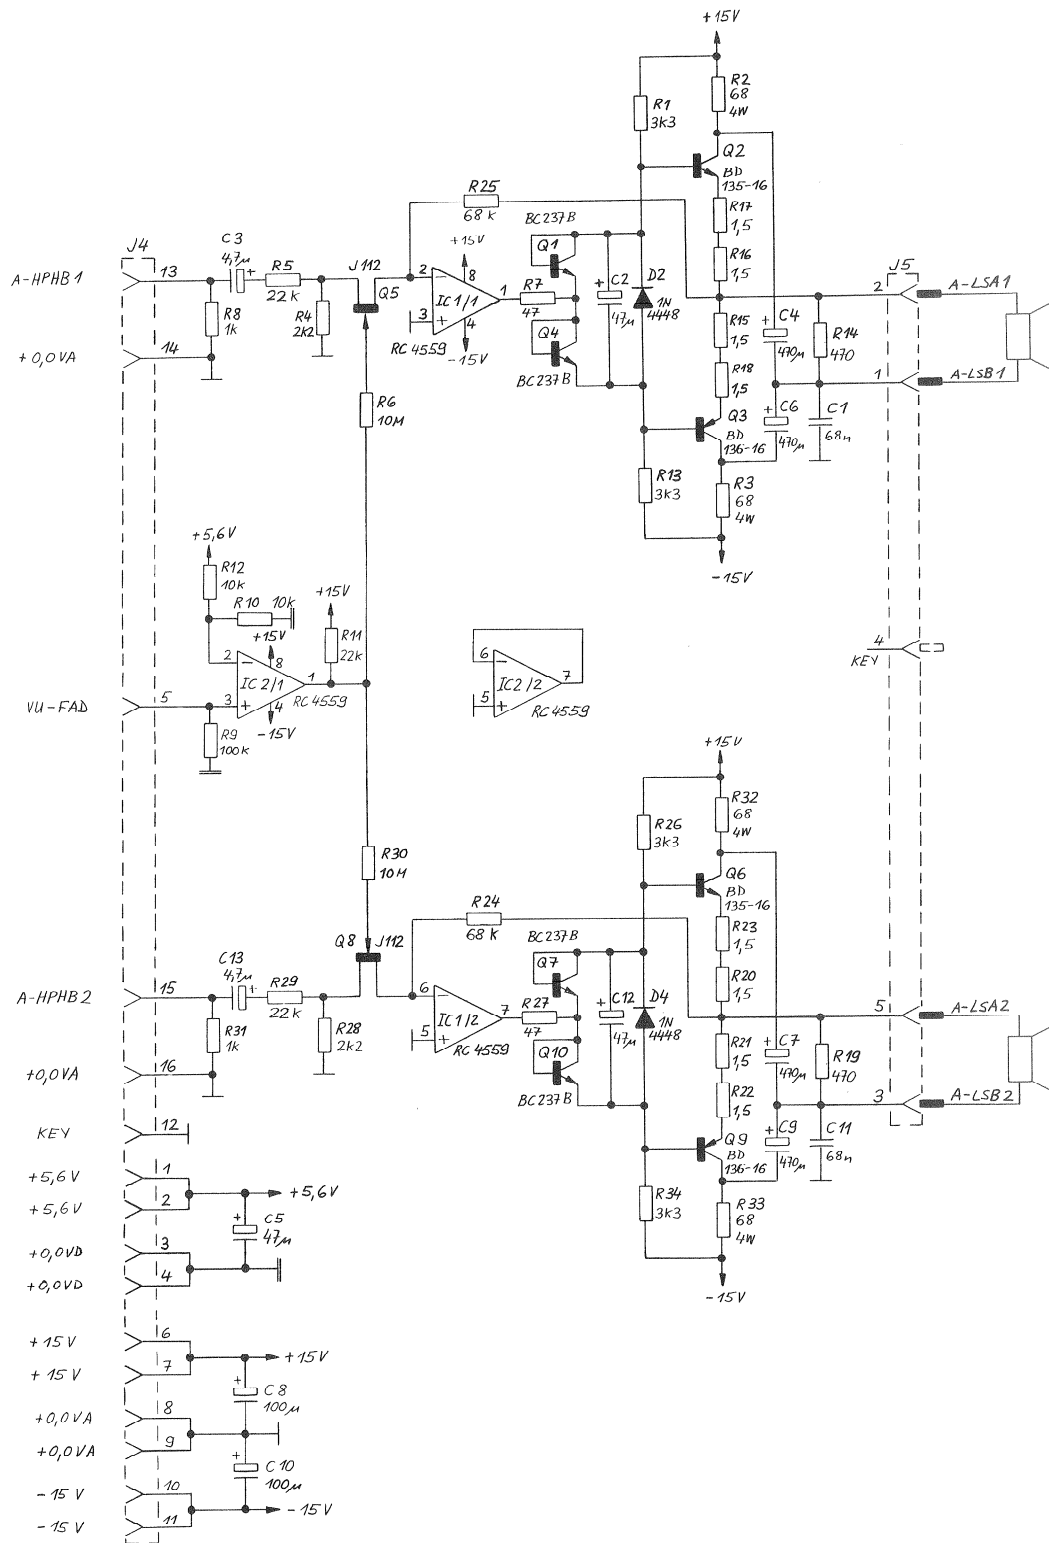 +15V
R2
68
4W
R1
3k3
Q2
BD
135-16
R25
68k
BC237B
R17
1,5
J4
C3
4,7µ
+
R5
22k
J112
Q5
+15V
Q1
R16
1,5
J5
A-HPHB1
13
R8
1k
R4
2k2
2
-
8
IC1/1
1
3
+
4
-15V
RC4559
R7
47
+
C2
47µ
D2
1N
4448
2
A-LSA1
Q4
BC237B
R15
1,5
+
C4
470µ
R14
470
+0,0VA
14
R18
1,5
1
A-LSB1
R6
10M
Q3
BD
136-16
+
C6
470µ
C1
68n
R13
3k3
R3
68
4W
-15V
+5,6V
R12
10k
R10
10k
+15V
R11
22k
+15V
2
-
8
IC2/1
1
3
+
4
-15V
RC4559
6
-
IC2/2
7
5
+
RC4559
4
KEY
VU-FAD
5
R9
100k
+15V
R32
68
4W
R26
3k3
R30
10M
Q6
BD
135-16
R24
68k
Q8
J112
BC237B
R23
1,5
C13
4,7µ
+
R29
22k
Q7
R20
1,5
A-HPHB2
15
R31
1k
R28
2k2
6
-
IC1/2
7
5
+
RC4559
R27
47
+
C12
47µ
D4
1N
4448
5
A-LSA2
Q10
BC237B
R21
1,5
+
C7
470µ
R19
470
+0,0VA
16
R22
1,5
3
A-LSB2
KEY
12
Q9
BD
136-16
+
C9
470µ
C11
68n
+5,6V
1
+5,6V
2
+5,6V
R34
3k3
R33
68
4W
+
C5
47µ
+0,0VD
3
+0,0VD
4
-15V
+15V
6
+15V
7
+15V
+
C8
100µ
+0,0VA
8
+0,0VA
9
+
C10
100µ
-15V
10
-15V
11
-15V